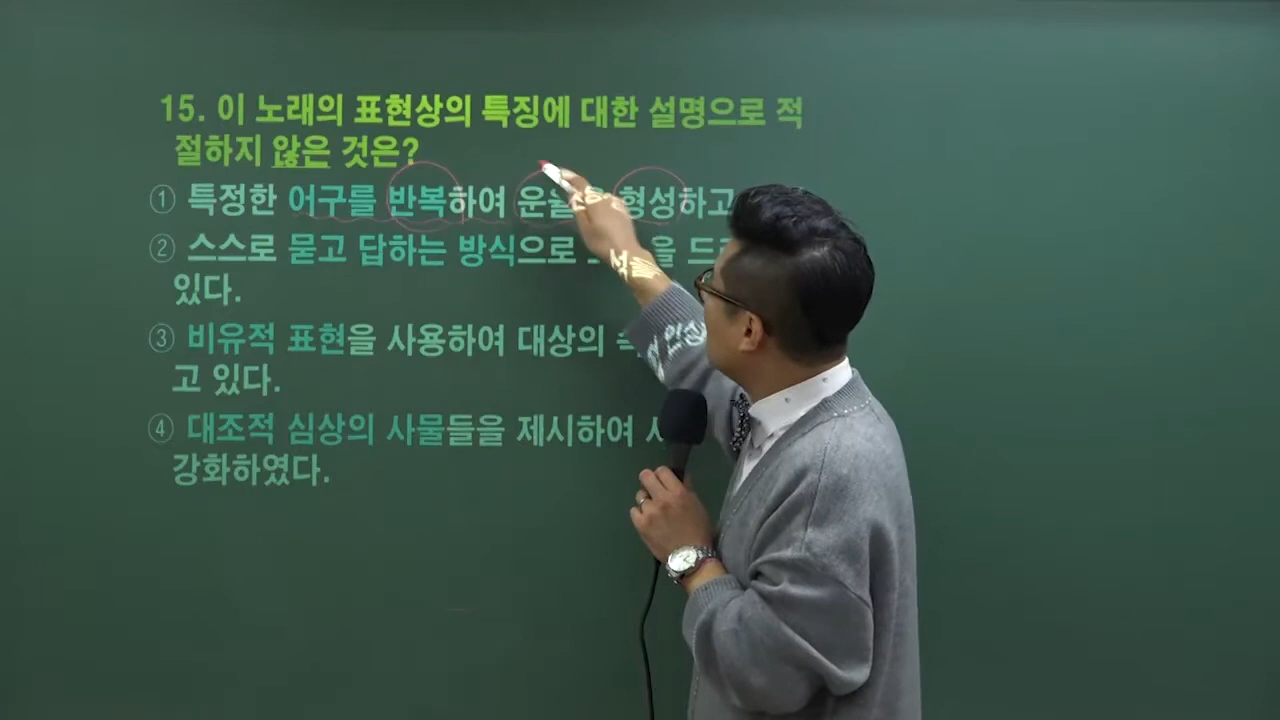 15. 이 노래의 표현상의 특징에 대한 설명으로 적
절하지 않은 것은?
① 특정한 어구를 반복하여 운율을 형성하고
② 스스로 묻고 답하는 방식으로
있다.
③ 비유적 표현을 사용하여 대상의
고 있다.
④ 대조적 심상의 사물들을 제시하여
강화하였다.